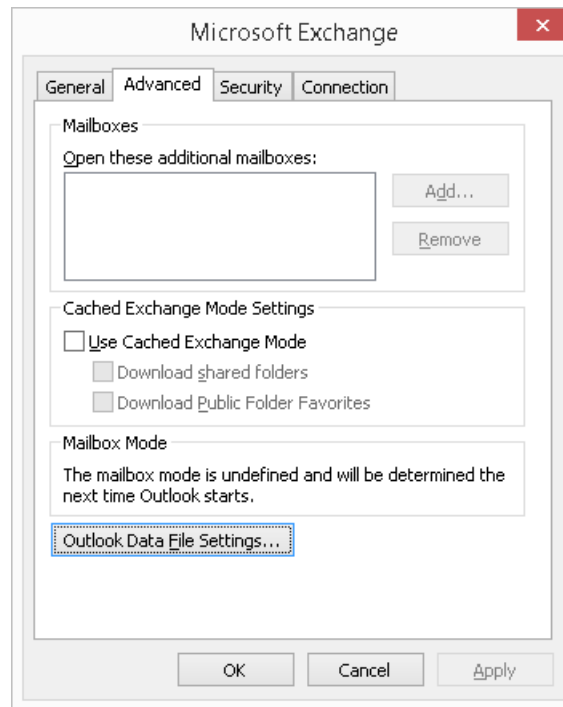 Microsoft Exchange
General Advanced Security Connection
Mailboxes
Open these additional mailboxes:
Add...
Remove
Cached Exchange Mode Settings
Use Cached Exchange Mode
Download shared folders
Download Public Folder Favorites
Mailbox Mode
The mailbox mode is undefined and will be determined the
next time Outlook starts.
Outlook Data File Settings...
OK Cancel Apply